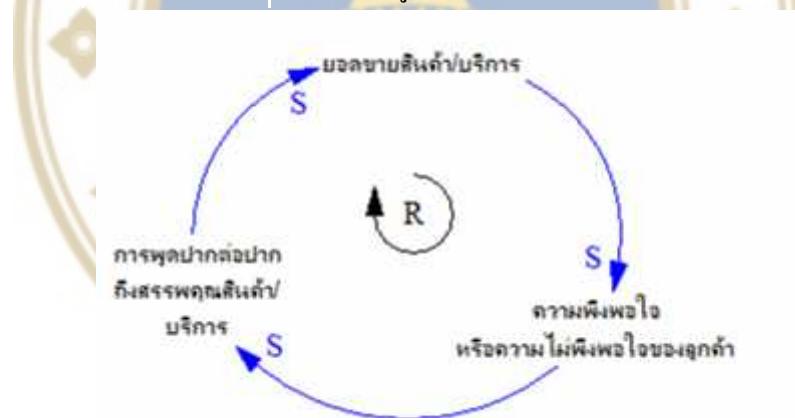 ยอดขายสินค้า/บริการ
S
R
การพูดปากต่อปาก
ถึงสรรพคุณสินค้า/
บริการ
S
ความพึงพอใจ
หรือความไม่พึงพอใจของลูกค้า
S